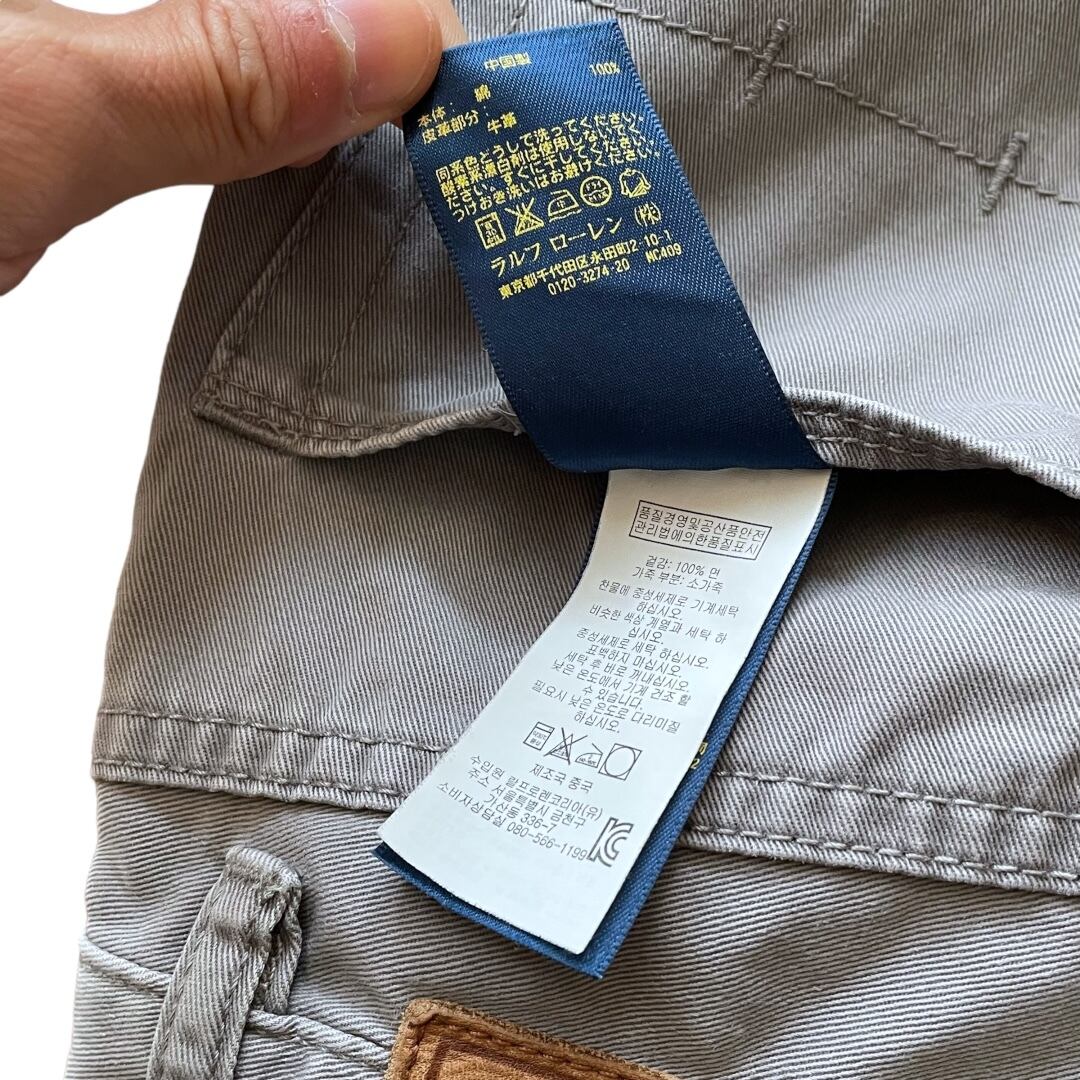 中国製
本体: 綿 100%
皮革部分: 牛革
同系色どうしで洗ってください。
酸素系漂白剤は使用しないでく
ださい。すぐに干してください。
つけおき洗いはお避けください。
ラルフ ローレン (株)
東京都千代田区永田町2-10-1
0120-3274-20 MC409
품질경영및공산품안전
관리법에의한품질표시
겉감: 100% 면
가죽 부분: 소가죽
찬물에 중성세제로 기계세탁
하십시오.
비슷한 색상 계열과 세탁 하
십시오.
중성세제로 세탁 하십시오.
표백하지 마십시오.
세탁 후 바로 꺼내십시오.
낮은 온도에서 기계 건조 할
수 있습니다.
필요시 낮은 온도로 다리미질
하십시오.
제조국 중국
수입원 랄프로렌코리아(유)
주소 서울특별시 금천구
가산동 336-7
소비자상담실 080-566-1199